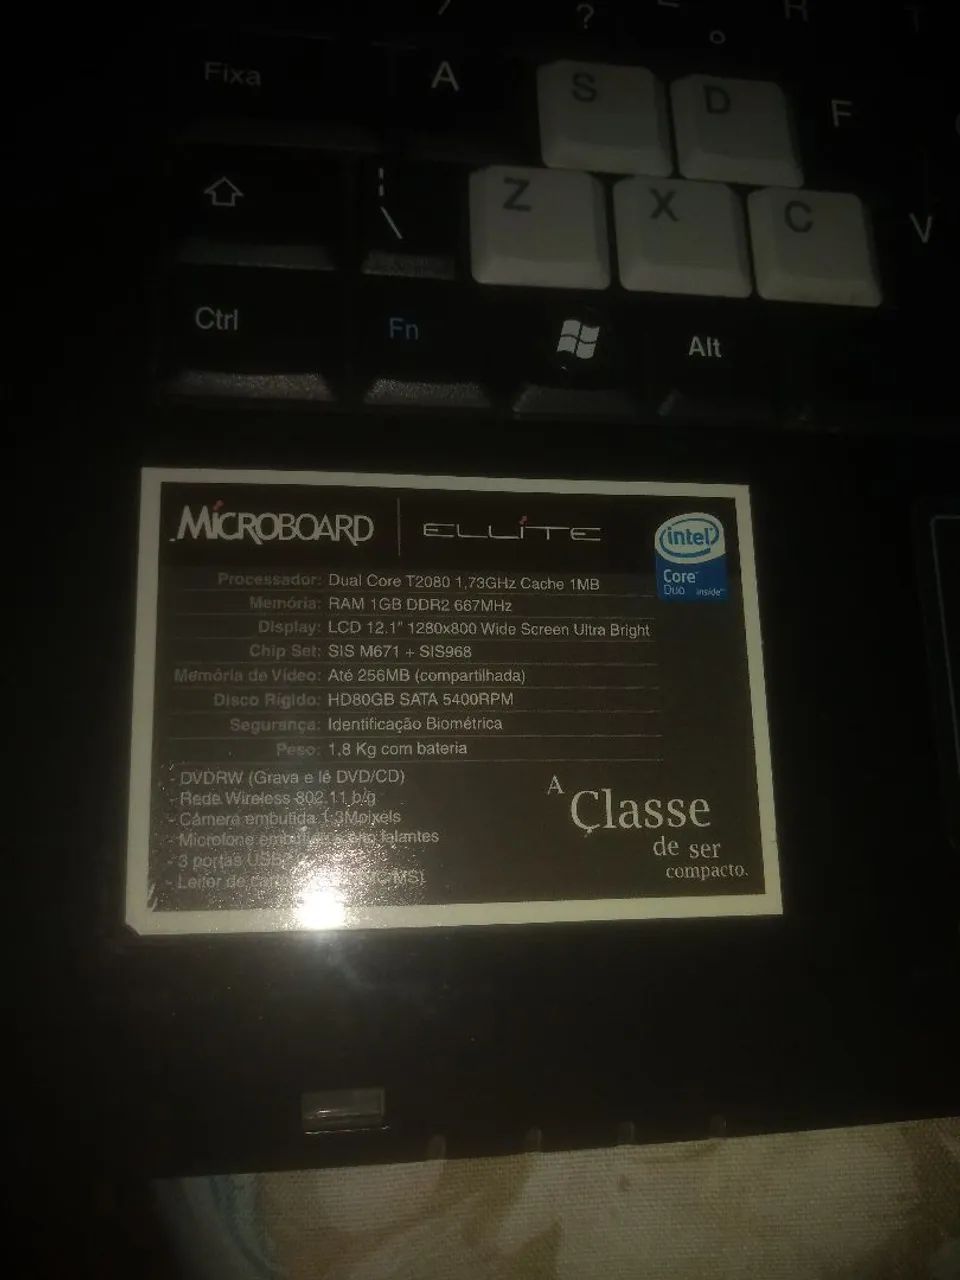 ?
R
Fixa A S D F
Z X C V
\
Ctrl Fn Alt
MICROBOARD ELLITE
intel
Core
Duo inside
Processador: Dual Core T2080 1,73GHz Cache 1MB
Memória: RAM 1GB DDR2 667MHz
Display: LCD 12.1" 1280x800 Wide Screen Ultra Bright
Chip Set: SIS M671 + SIS968
Memória de Vídeo: Até 256MB (compartilhada)
Disco Rígido: HD80GB SATA 5400RPM
Segurança: Identificação Biométrica
Peso: 1,8 Kg com bateria
- DVDRW (Grava e lê DVD/CD)
- Rede Wireless 802.11 b/g
- Câmera embutida 1.3Mpixels
- Microfone falantes
- 3 portas
- Leitor de
A
Classe
de ser
compacto.